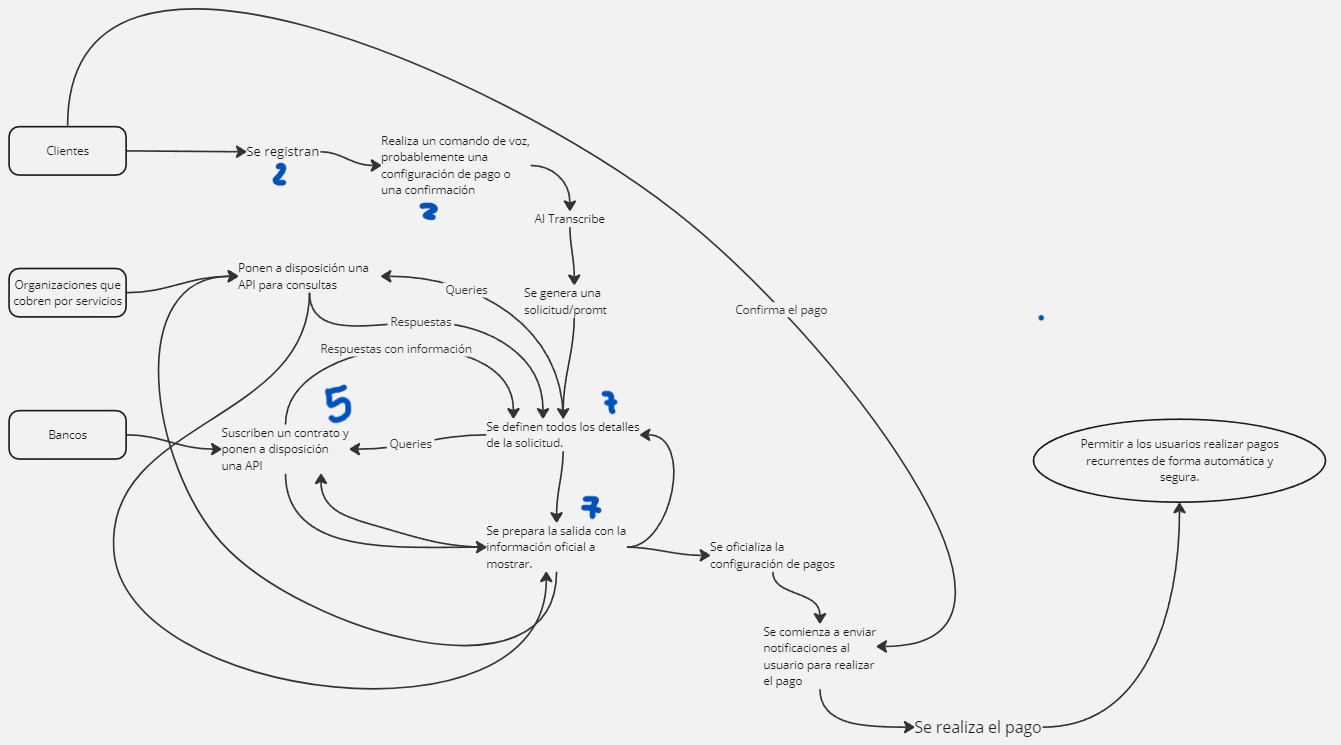 Clientes
Se registran
2
Realiza un comando de voz,
probablemente una
configuración de pago o
una confirmación
2
AI Transcribe
Organizaciones que
cobren por servicios
Ponen a disposición una
API para consultas
Queries
Se genera una
solicitud/promt
Confirma el pago
Respuestas
Respuestas con información
5
7
Bancos
Suscriben un contrato y
ponen a disposición
una API
Queries
Se definen todos los detalles
de la solicitud.
Permitir a los usuarios realizar pagos
recurrentes de forma automática y
segura.
7
Se prepara la salida con la
información oficial a
mostrar.
Se oficializa la
configuración de pagos
Se comienza a enviar
notificaciones al
usuario para realizar
el pago
Se realiza el pago